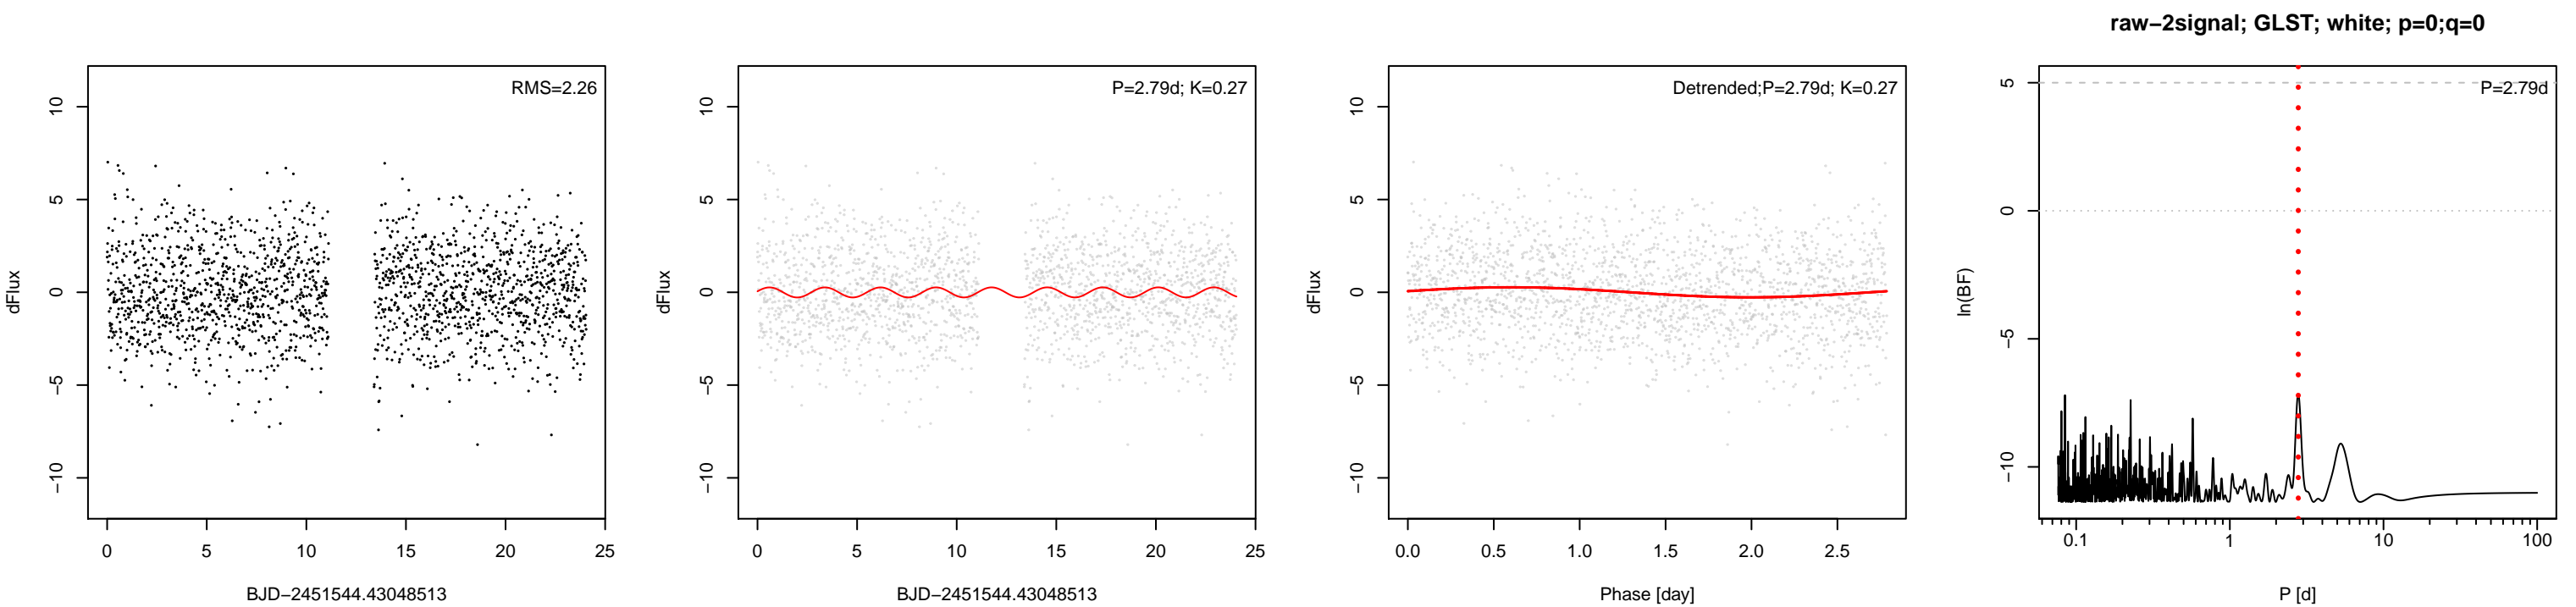 raw−2signal; GLST; white; p=0;q=0
RMS=2.26
dFlux
10
5
0
−5
−10
0 5 10 15 20 25
BJD−2451544.43048513
P=2.79d; K=0.27
dFlux
10
5
0
−5
−10
0 5 10 15 20 25
BJD−2451544.43048513
Detrended;P=2.79d; K=0.27
dFlux
10
5
0
−5
−10
0.0 0.5 1.0 1.5 2.0 2.5
Phase [day]
P=2.79d
ln(BF)
5
0
−5
−10
0.1 1 10 100
P [d]